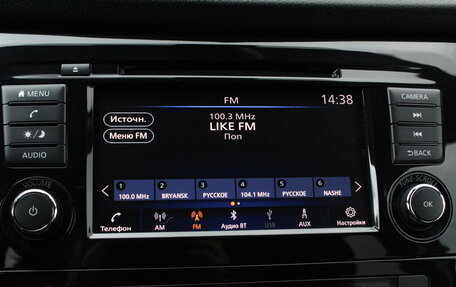 MENU
AUDIO
VOLUME
FM
14:38
Источн.
Меню FM
100.3 MHz
LIKE FM
Поп
1 2 3 4 5 6
100.0 MHz BRYANSK РУССКОЕ 104.1 MHz РУССКОЕ NASHE
Телефон AM FM Аудио BT USB AUX Настройки
CAMERA
BACK
TUNE·SCROLL
OK